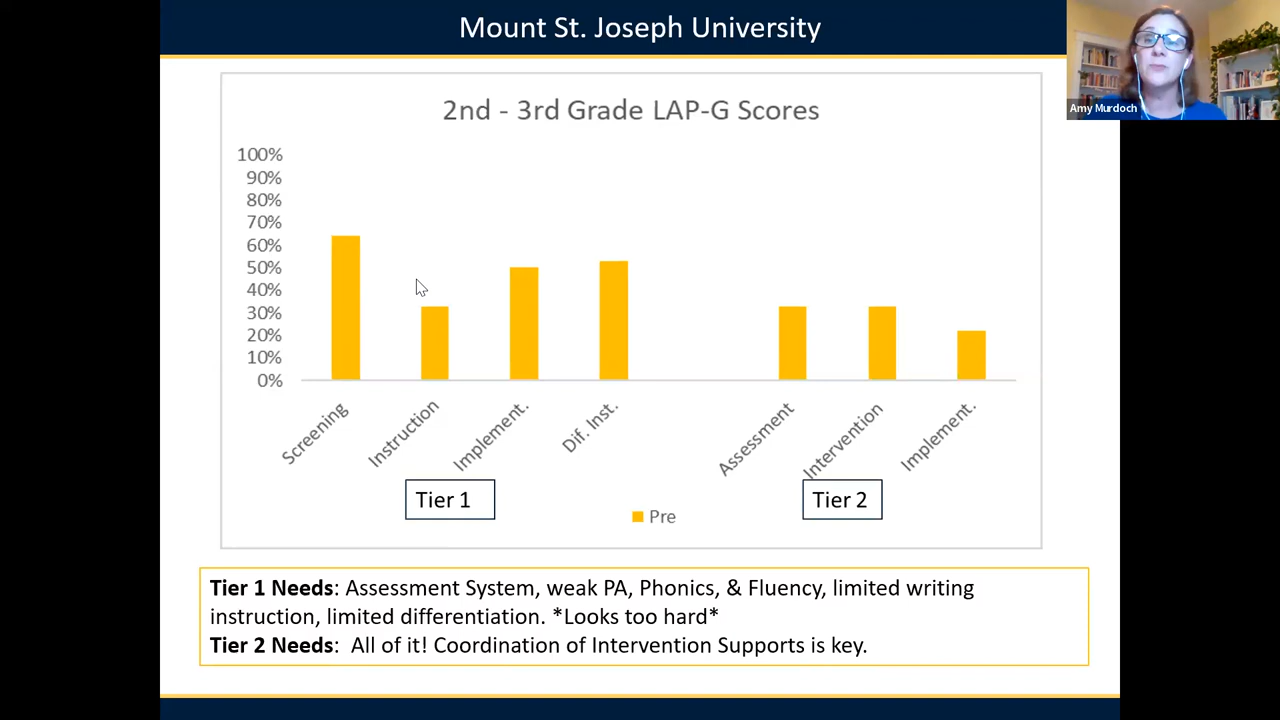 Mount St. Joseph University
Amy Murdoch
2nd - 3rd Grade LAP-G Scores
100%
90%
80%
70%
60%
50%
40%
30%
20%
10%
0%
Screening
Instruction
Implement.
Dif. Inst.
Assessment
Intervention
Implement.
Tier 1
Tier 2
Pre
Tier 1 Needs: Assessment System, weak PA, Phonics, & Fluency, limited writing
instruction, limited differentiation. *Looks too hard*
Tier 2 Needs: All of it! Coordination of Intervention Supports is key.